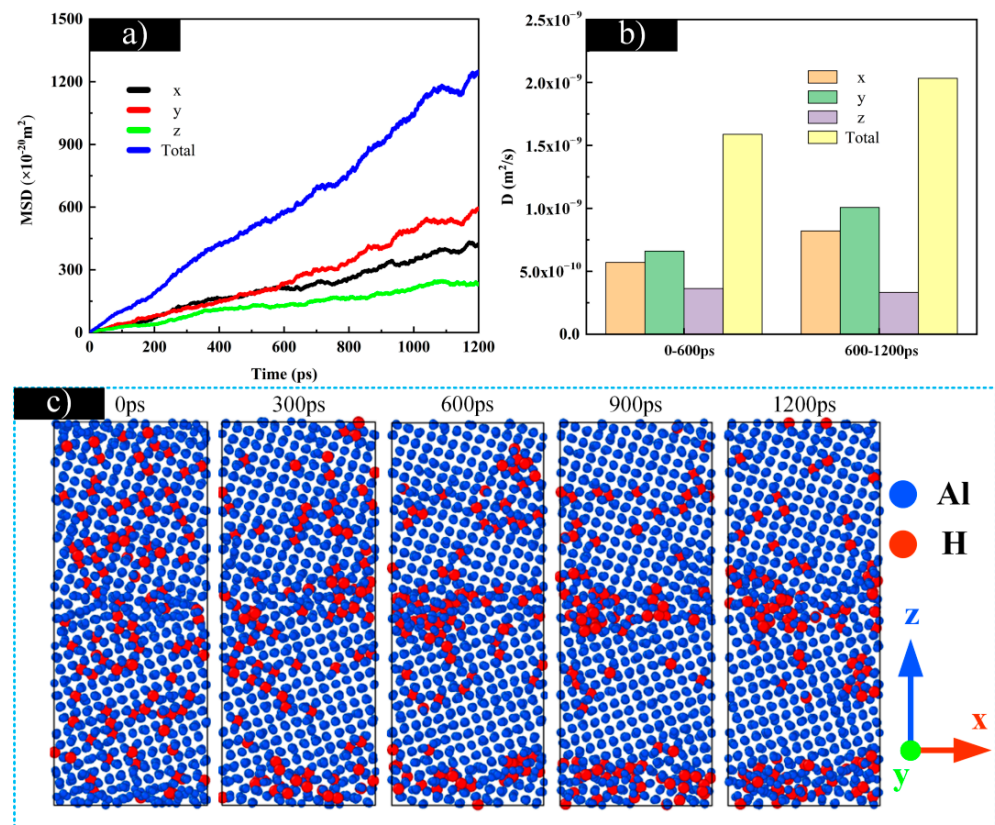 a)
1500
1200
900
600
300
0
MSD (×10⁻²⁰m²)
x
y
z
Total
0 200 400 600 800 1000 1200
Time (ps)
b)
2.5x10⁻⁹
2.0x10⁻⁹
1.5x10⁻⁹
1.0x10⁻⁹
5.0x10⁻¹⁰
0.0
D (m²/s)
x
y
z
Total
0-600ps 600-1200ps
c)
0ps 300ps 600ps 900ps 1200ps
Al
H
z
x
y